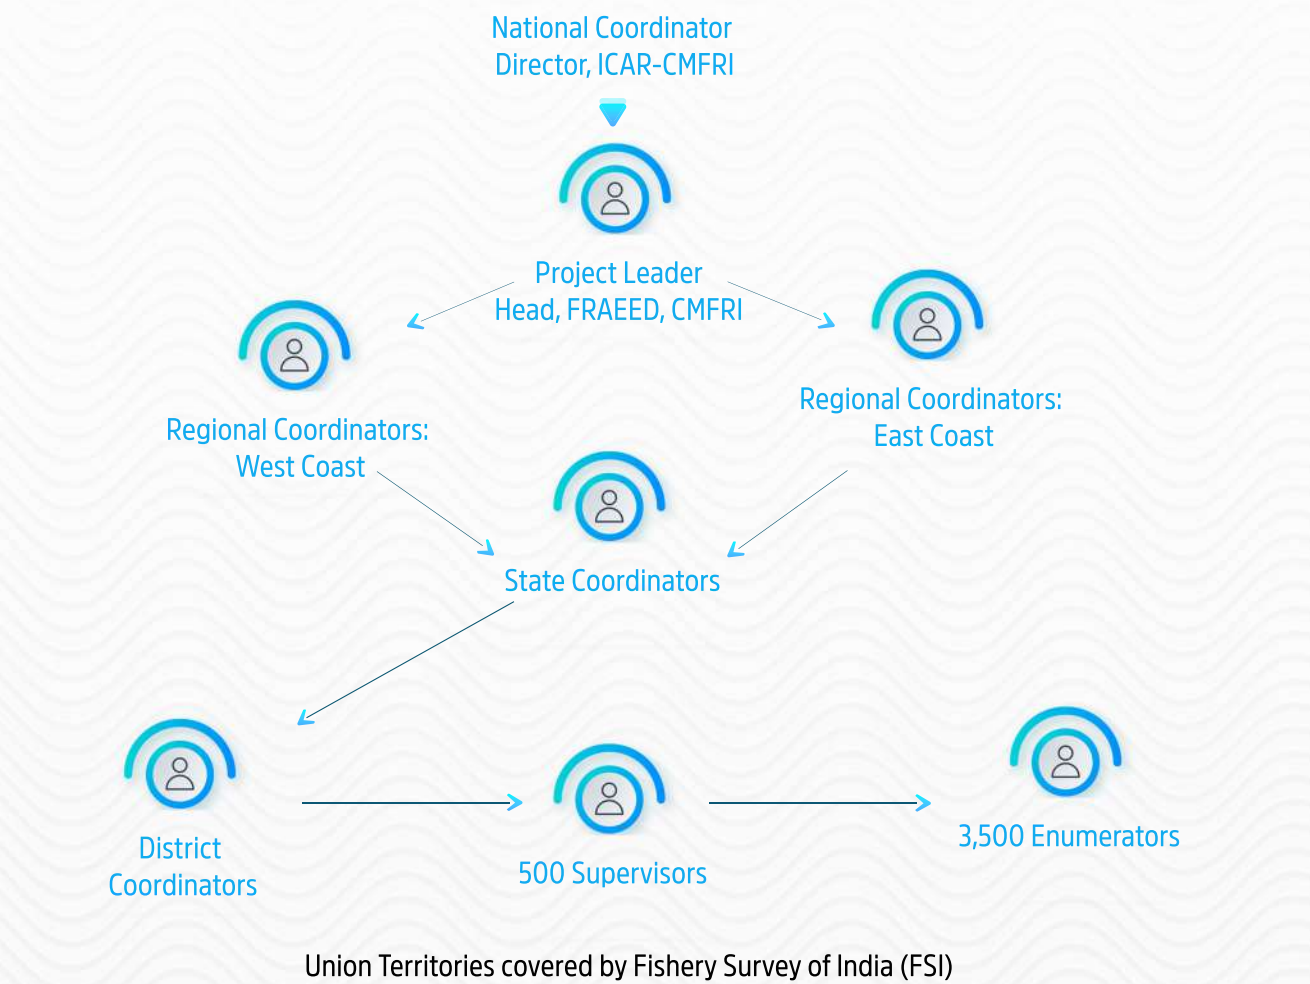 National Coordinator
Director, ICAR-CMFRI
Project Leader
Head, FRAEED, CMFRI
Regional Coordinators:
West Coast
Regional Coordinators:
East Coast
State Coordinators
District
Coordinators
500 Supervisors
3,500 Enumerators
Union Territories covered by Fishery Survey of India (FSI)